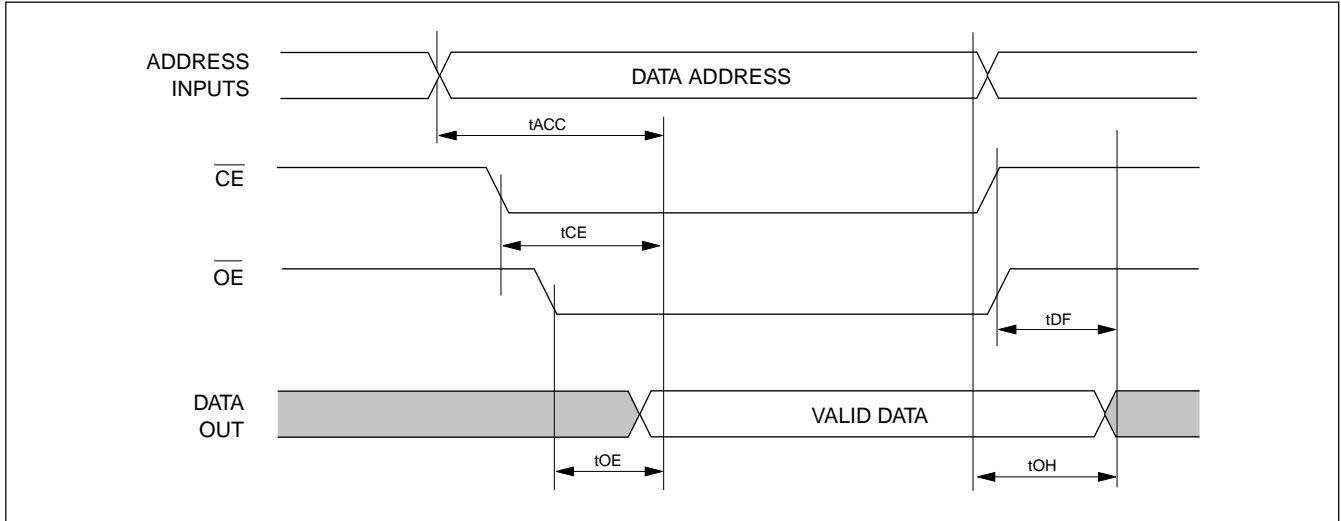 ADDRESS
INPUTS
DATA ADDRESS
tACC
CE
tCE
OE
tDF
DATA
OUT
VALID DATA
tOE
tOH